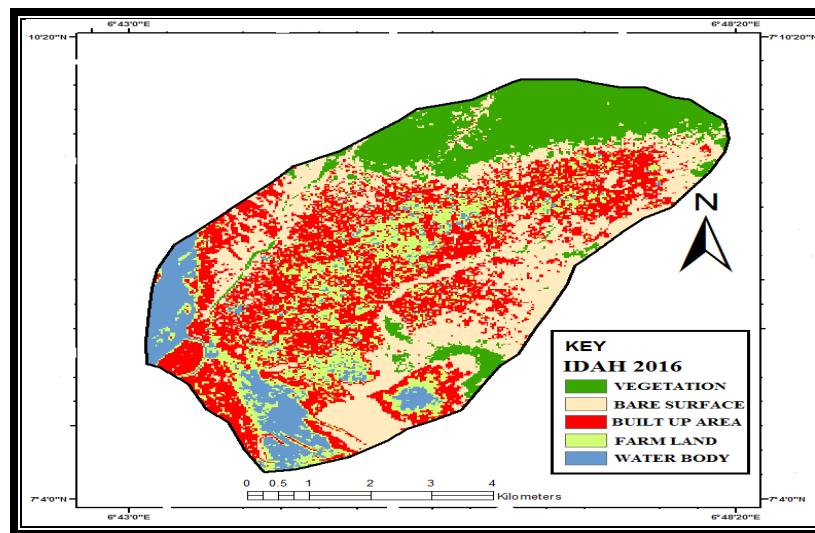 6°43'0"E 6°48'20"E
7°10'20"N
N
KEY
IDAH 2016
VEGETATION
BARE SURFACE
BUILT UP AREA
FARM LAND
WATER BODY
0 0.5 1 2 3 4
Kilometers
7°4'0"N 7°4'0"N
6°43'0"E 6°48'20"E